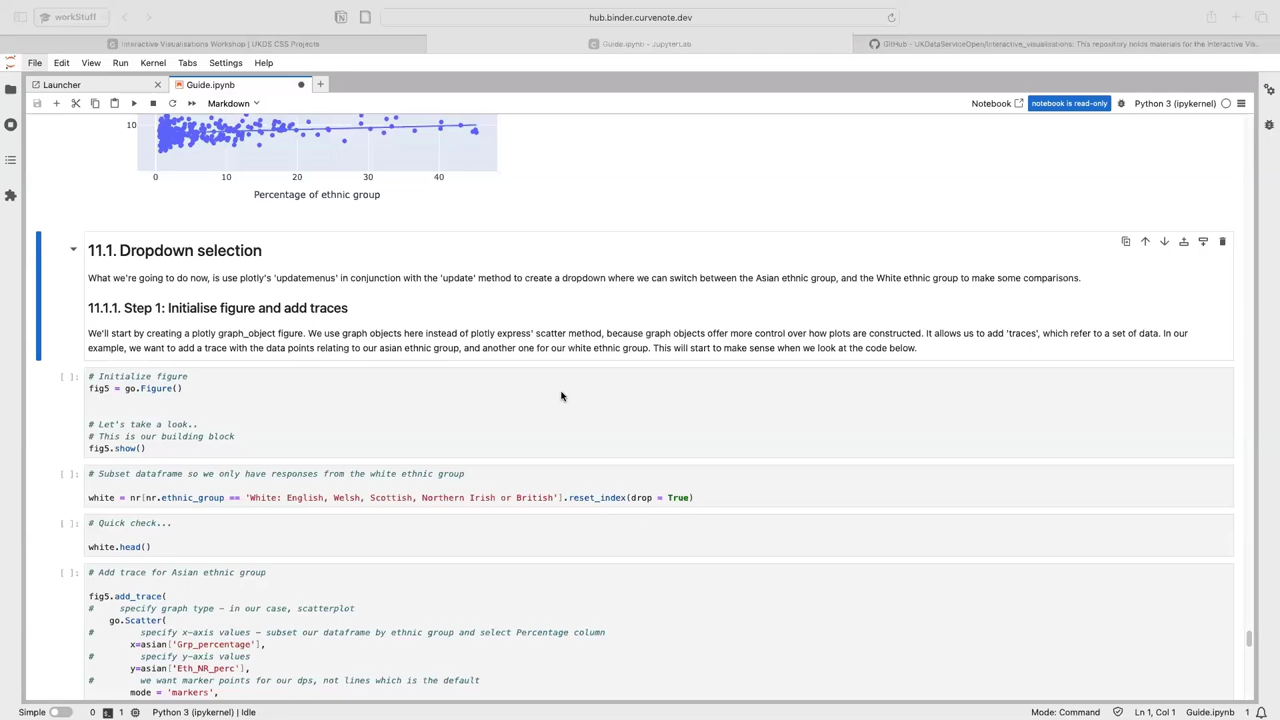 workStuff
hub.binder.curvenote.dev
Interactive Visualisations Workshop | UKDS CSS Projects
Guide.ipynb - JupyterLab
GitHub - UKDataServiceOpen/Interactive_visualisations: This repository holds materials for the Interactive Vis...
File Edit View Run Kernel Tabs Settings Help
Launcher
Guide.ipynb
Markdown
Notebook
notebook is read-only
Python 3 (ipykernel)
10
0 10 20 30 40
Percentage of ethnic group
11.1. Dropdown selection
What we're going to do now, is use plotly's 'updatemenus' in conjunction with the 'update' method to create a dropdown where we can switch between the Asian ethnic group, and the White ethnic group to make some comparisons.
11.1.1. Step 1: Initialise figure and add traces
We'll start by creating a plotly graph_object figure. We use graph objects here instead of plotly express' scatter method, because graph objects offer more control over how plots are constructed. It allows us to add 'traces', which refer to a set of data. In our
example, we want to add a trace with the data points relating to our asian ethnic group, and another one for our white ethnic group. This will start to make sense when we look at the code below.
[ ]: # Initialize figure
fig5 = go.Figure()
# Let's take a look..
# This is our building block
fig5.show()
[ ]: # Subset dataframe so we only have responses from the white ethnic group
white = nr[nr.ethnic_group == 'White: English, Welsh, Scottish, Northern Irish or British'].reset_index(drop = True)
[ ]: # Quick check...
white.head()
[ ]: # Add trace for Asian ethnic group
fig5.add_trace(
# specify graph type - in our case, scatterplot
go.Scatter(
# specify x-axis values - subset our dataframe by ethnic group and select Percentage column
x=asian['Grp_percentage'],
# specify y-axis values
y=asian['Eth_NR_perc'],
# we want marker points for our dps, not lines which is the default
mode = 'markers',
Simple 0 1 Python 3 (ipykernel) | Idle
Mode: Command Ln 1, Col 1 Guide.ipynb 1